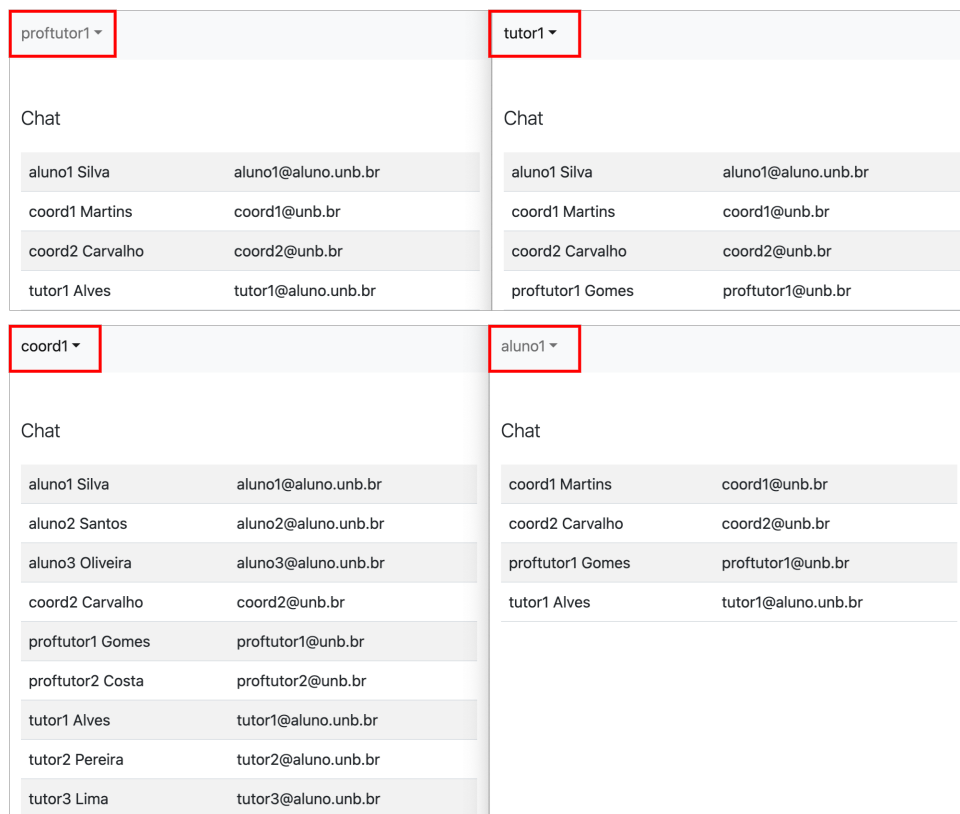 proftutor1
Chat
aluno1 Silva aluno1@aluno.unb.br
coord1 Martins coord1@unb.br
coord2 Carvalho coord2@unb.br
tutor1 Alves tutor1@aluno.unb.br
tutor1
Chat
aluno1 Silva aluno1@aluno.unb.br
coord1 Martins coord1@unb.br
coord2 Carvalho coord2@unb.br
proftutor1 Gomes proftutor1@unb.br
coord1
Chat
aluno1 Silva aluno1@aluno.unb.br
aluno2 Santos aluno2@aluno.unb.br
aluno3 Oliveira aluno3@aluno.unb.br
coord2 Carvalho coord2@unb.br
proftutor1 Gomes proftutor1@unb.br
proftutor2 Costa proftutor2@unb.br
tutor1 Alves tutor1@aluno.unb.br
tutor2 Pereira tutor2@aluno.unb.br
tutor3 Lima tutor3@aluno.unb.br
aluno1
Chat
coord1 Martins coord1@unb.br
coord2 Carvalho coord2@unb.br
proftutor1 Gomes proftutor1@unb.br
tutor1 Alves tutor1@aluno.unb.br